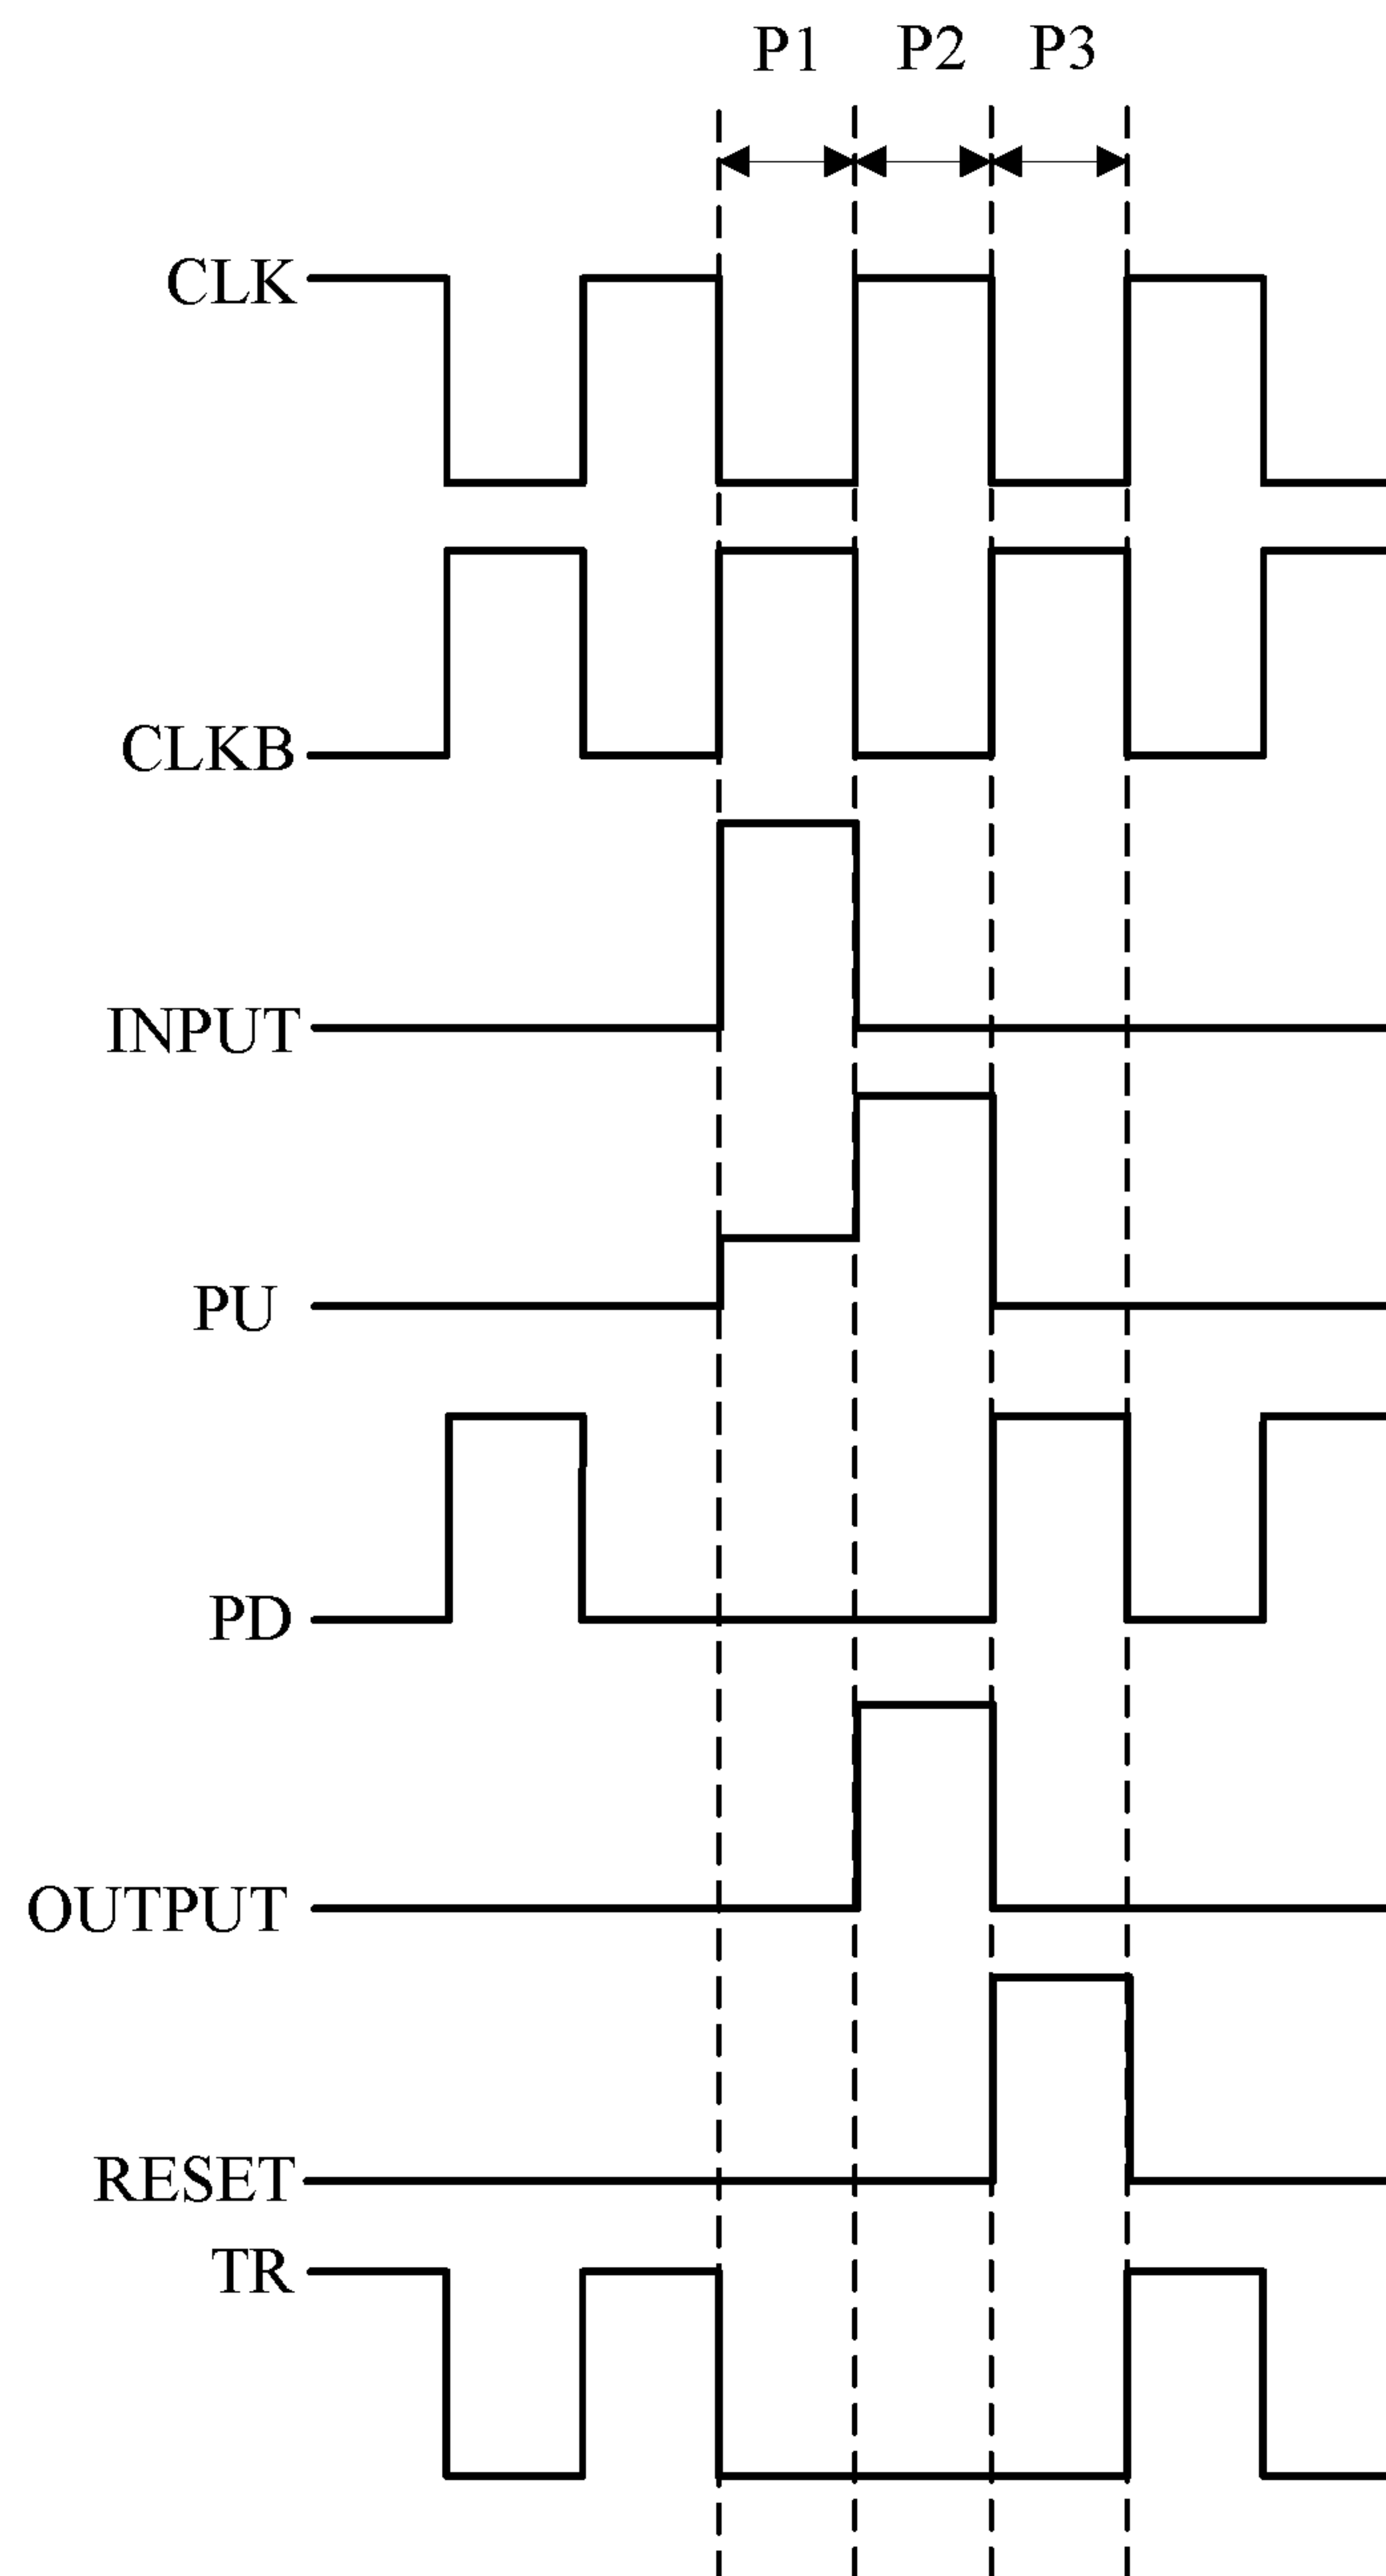 P1 P2 P3
CLK
CLKB
INPUT
PU
PD
OUTPUT
RESET
TR